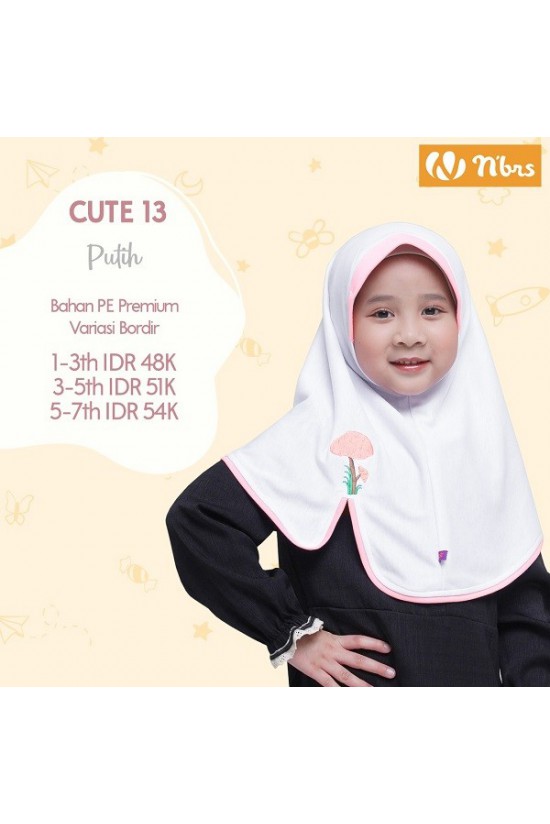 N'brs
CUTE 13
Putih
Bahan PE Premium
Variasi Bordir
1-3th IDR 48K
3-5th IDR 51K
5-7th IDR 54K